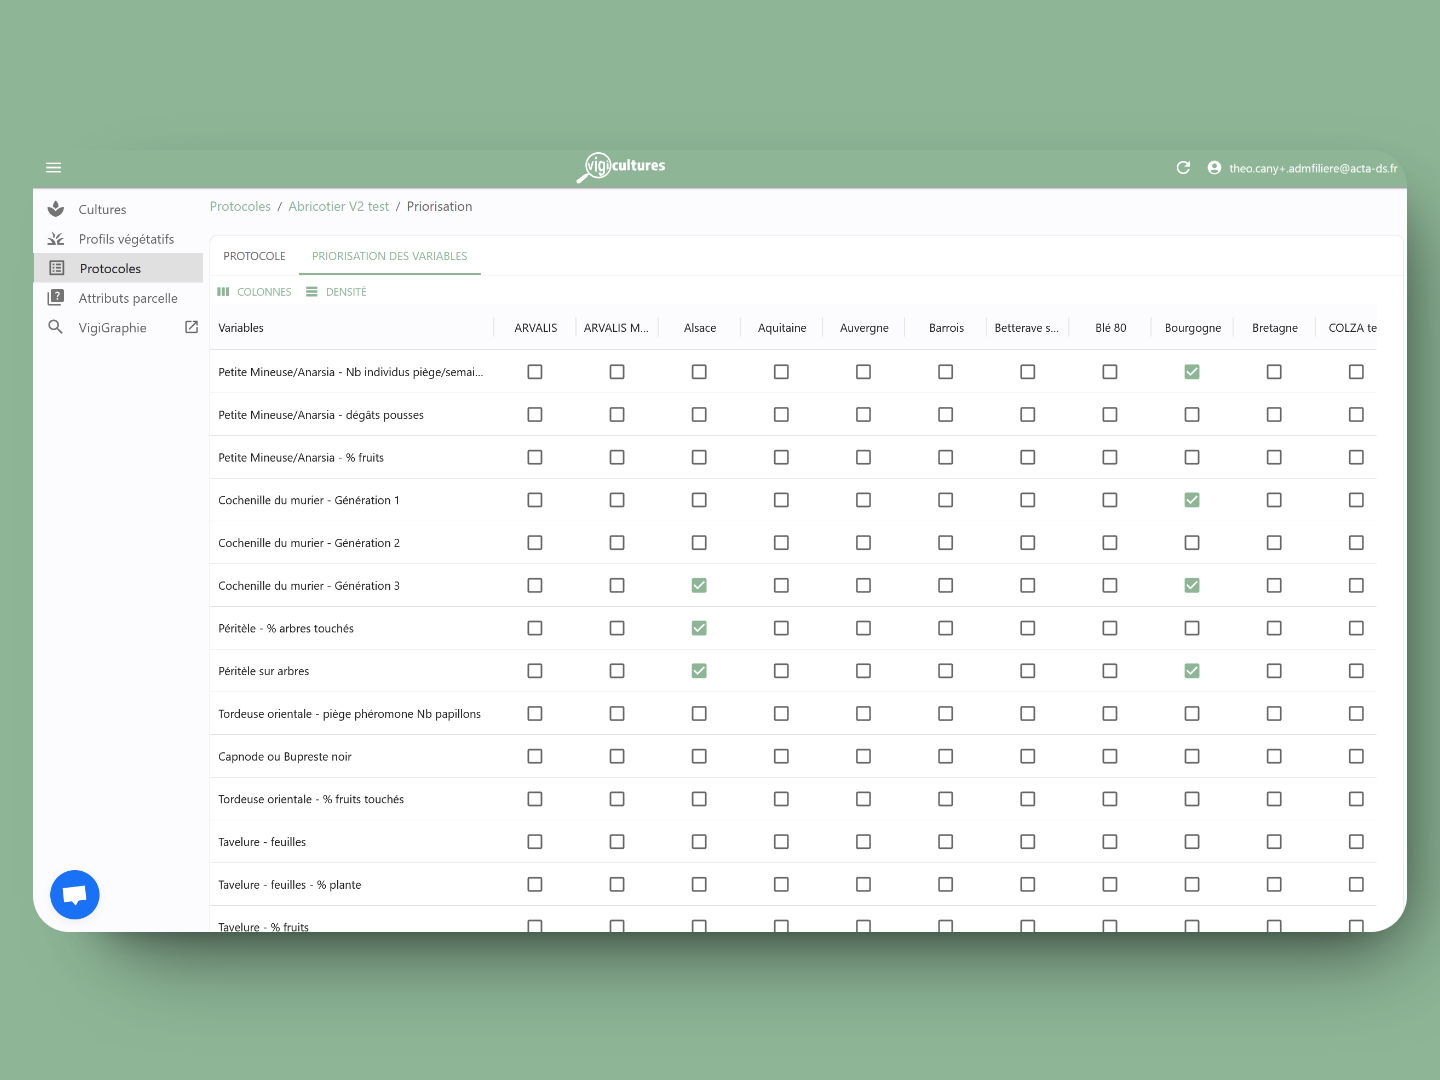 vigicultures
theo.cany+.admfiliere@acta-ds.fr
Cultures
Profils végétatifs
Protocoles
Attributs parcelle
VigiGraphie
Protocoles / Abricotier V2 test / Priorisation
PROTOCOLE PRIORISATION DES VARIABLES
COLONNES DENSITÉ
Variables ARVALIS ARVALIS M... Alsace Aquitaine Auvergne Barrois Betterave s... Blé 80 Bourgogne Bretagne COLZA te
Petite Mineuse/Anarsia - Nb individus piège/semai...
Petite Mineuse/Anarsia - dégâts pousses
Petite Mineuse/Anarsia - % fruits
Cochenille du murier - Génération 1
Cochenille du murier - Génération 2
Cochenille du murier - Génération 3
Péritèle - % arbres touchés
Péritèle sur arbres
Tordeuse orientale - piège phéromone Nb papillons
Capnode ou Bupreste noir
Tordeuse orientale - % fruits touchés
Tavelure - feuilles
Tavelure - feuilles - % plante
Tavelure - % fruits